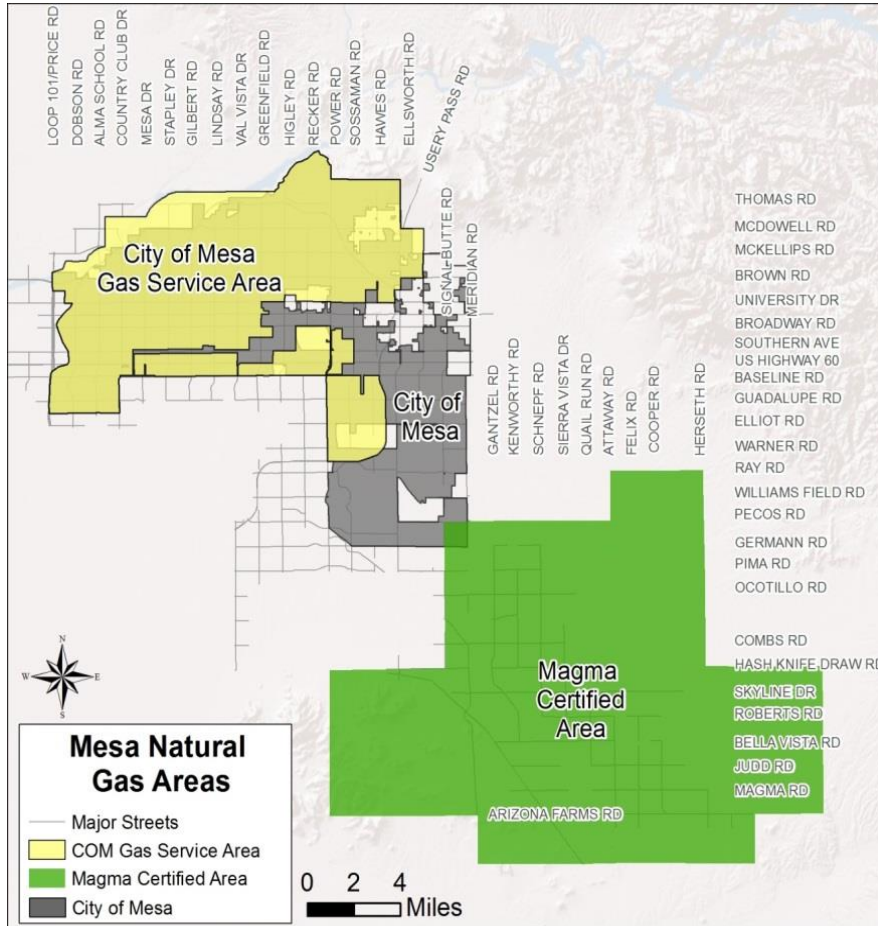 LOOP 101/PRICE RD
DOBSON RD
ALMA SCHOOL RD
COUNTRY CLUB DR
MESA DR
STAPLEY DR
GILBERT RD
LINDSAY RD
VAL VISTA DR
GREENFIELD RD
HIGLEY RD
RECKER RD
POWER RD
SOSSAMAN RD
HAWES RD
ELLSWORTH RD
USERY PASS RD
SIGNAL BUTTE RD
MERIDIAN RD
THOMAS RD
MCDOWELL RD
MCKELLIPS RD
BROWN RD
UNIVERSITY DR
BROADWAY RD
SOUTHERN AVE
US HIGHWAY 60
BASELINE RD
GUADALUPE RD
ELLIOT RD
WARNER RD
RAY RD
WILLIAMS FIELD RD
PECOS RD
GERMANN RD
PIMA RD
OCOTILLO RD
COMBS RD
HASH KNIFE DRAW RD
SKYLINE DR
ROBERTS RD
BELLA VISTA RD
JUDD RD
MAGMA RD
City of Mesa
Gas Service Area
City of
Mesa
GANTZEL RD
KENWORTHY RD
SCHNEPF RD
SIERRA VISTA DR
QUAIL RUN RD
ATTAWAY RD
FELIX RD
COOPER RD
HERSETH RD
Magma
Certified
Area
ARIZONA FARMS RD
N
W
E
S
Mesa Natural
Gas Areas
Major Streets
COM Gas Service Area
Magma Certified Area
City of Mesa
0 2 4
Miles